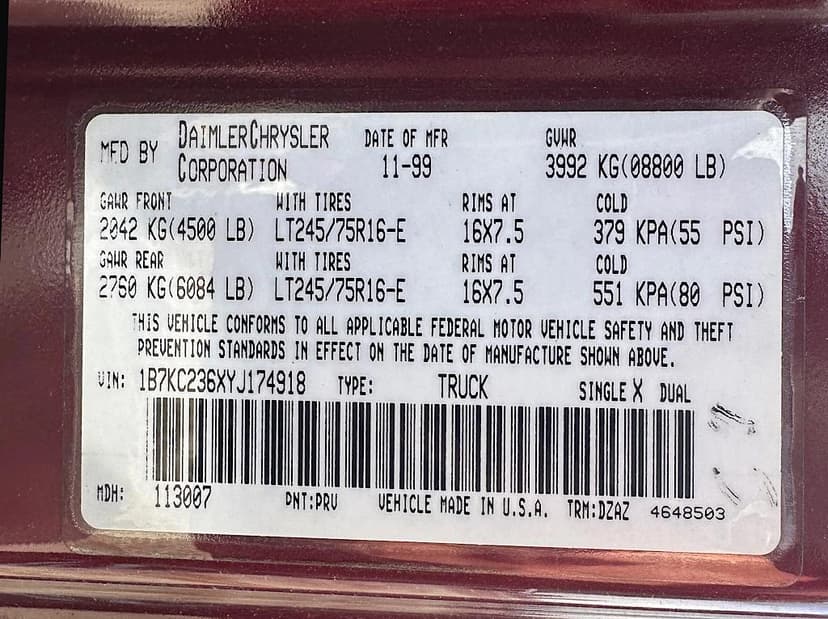 MFD BY DAIMLERCHRYSLER CORPORATION DATE OF MFR 11-99 GVWR 3992 KG(08800 LB)
GAWR FRONT WITH TIRES RIMS AT COLD
2042 KG(4500 LB) LT245/75R16-E 16X7.5 379 KPA(55 PSI)
GAWR REAR WITH TIRES RIMS AT COLD
2760 KG(6084 LB) LT245/75R16-E 16X7.5 551 KPA(80 PSI)
THIS VEHICLE CONFORMS TO ALL APPLICABLE FEDERAL MOTOR VEHICLE SAFETY AND THEFT
PREVENTION STANDARDS IN EFFECT ON THE DATE OF MANUFACTURE SHOWN ABOVE.
VIN: 1B7KC236XYJ174918 TYPE: TRUCK SINGLE X DUAL
MDH: 113007 PNT:PRV VEHICLE MADE IN U.S.A. TRM:DZAZ 4648503